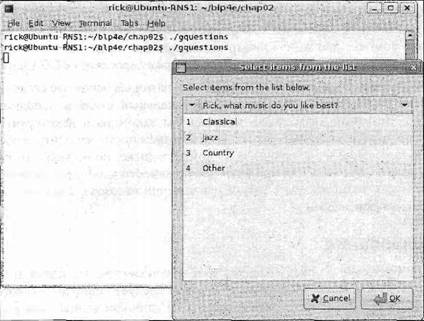 rick@Ubuntu-RNS1: ~/blp4e/chap02
File Edit View Terminal Tabs Help
rick@Ubuntu-RNS1:~/blp4e/chap02$ ./gquestions
rick@Ubuntu-RNS1:~/blp4e/chap02$ ./gquestions
Select items from the list
Select items from the list below.
Rick, what music do you like best?
1 Classical
2 Jazz
3 Country
4 Other
Cancel OK